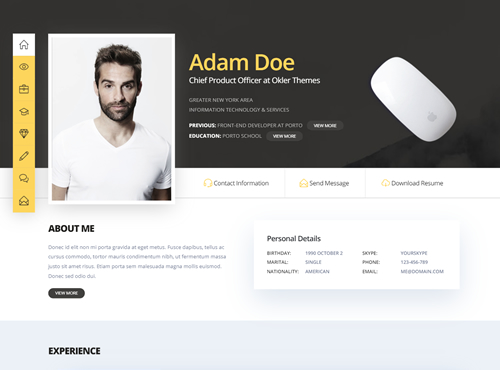 Adam Doe
Chief Product Officer at Okler Themes
GREATER NEW YORK AREA
INFORMATION TECHNOLOGY & SERVICES
PREVIOUS: FRONT-END DEVELOPER AT PORTO VIEW MORE
EDUCATION: PORTO SCHOOL VIEW MORE
Contact Information Send Message Download Resume
ABOUT ME
Donec id elit non mi porta gravida at eget metus. Fusce dapibus, tellus ac
cursus commodo, tortor mauris condimentum nibh, ut fermentum massa
justo sit amet risus. Etiam porta sem malesuada magna mollis euismod.
Donec sed odio dui.
VIEW MORE
Personal Details
BIRTHDAY: 1990 OCTOBER 2 SKYPE: YOURSKYPE
MARITAL: SINGLE PHONE: 123-456-789
NATIONALITY: AMERICAN EMAIL: ME@DOMAIN.COM
EXPERIENCE